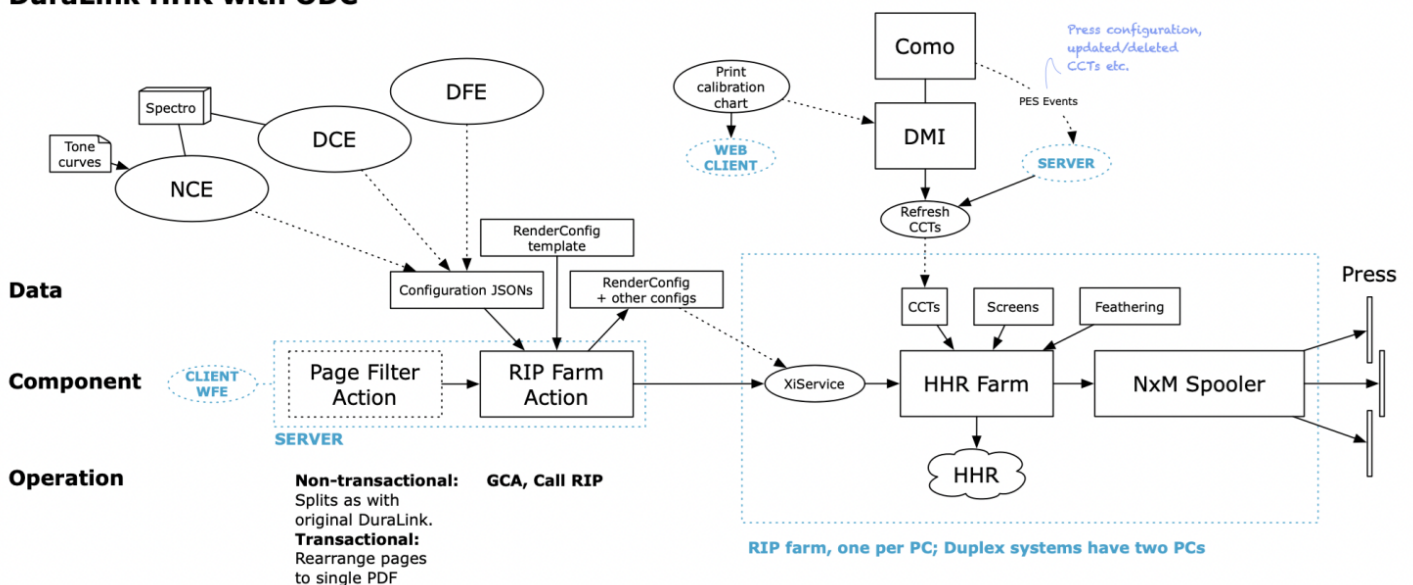 DuraLink HHR with ODC
Como
Press configuration,
updated/deleted
CCTs etc.
Print
calibration
chart
DFE
Spectro
PES Events
DCE
DMI
Tone
curves
WEB
CLIENT
SERVER
NCE
Refresh
CCTs
RenderConfig
template
Press
Data
Configuration JSONs
RenderConfig
+ other configs
CCTs
Screens
Feathering
Component
CLIENT
WFE
Page Filter
Action
RIP Farm
Action
XiService
HHR Farm
NxM Spooler
SERVER
Operation
Non-transactional:
Splits as with
original DuraLink.
Transactional:
Rearrange pages
to single PDF
GCA, Call RIP
HHR
RIP farm, one per PC; Duplex systems have two PCs